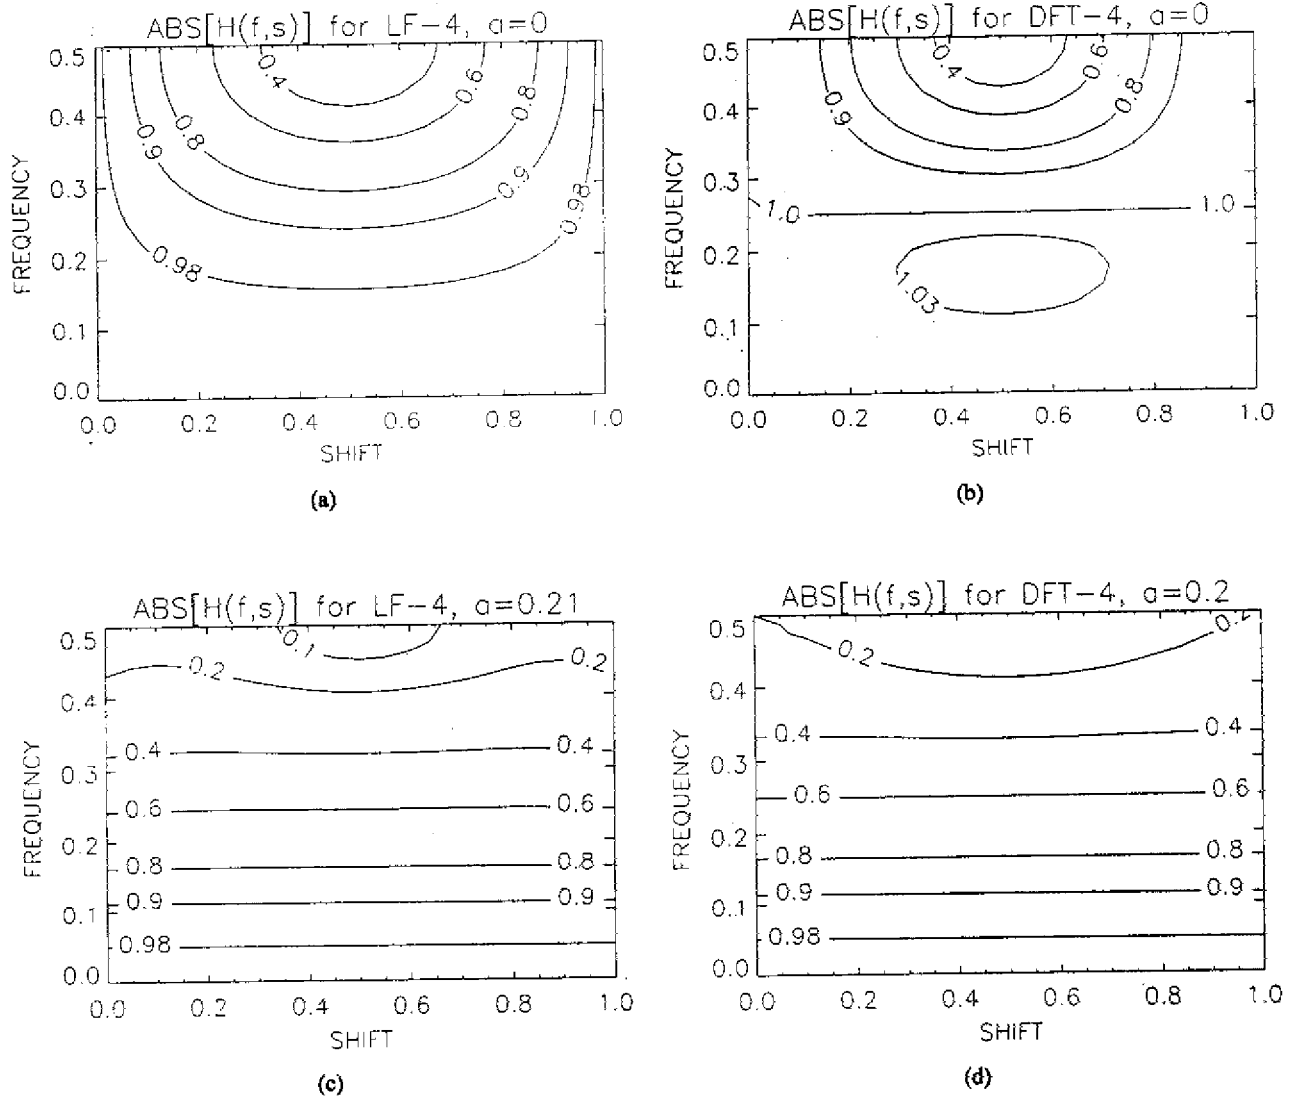 ABS[H(f,s)] for LF-4, a=0
0.5
0.4
0.3
0.2
0.1
0.0
FREQUENCY
0.4
0.6
0.8
0.8
0.9
0.9
0.98
0.98
0.0 0.2 0.4 0.6 0.8 1.0
SHIFT
(a)
ABS[H(f,s)] for DFT-4, a=0
0.5
0.4
0.3
0.2
0.1
0.0
FREQUENCY
0.4
0.6
0.8
0.9
1.0
1.0
1.03
0.0 0.2 0.4 0.6 0.8 1.0
SHIFT
(b)
ABS[H(f,s)] for LF-4, a=0.21
0.5
0.4
0.3
0.2
0.1
0.0
FREQUENCY
0.1
0.2 0.2
0.4 0.4
0.6 0.6
0.8 0.8
0.9 0.9
0.98
0.0 0.2 0.4 0.6 0.8 1.0
SHIFT
(c)
ABS[H(f,s)] for DFT-4, a=0.2
0.5
0.4
0.3
0.2
0.1
0.0
FREQUENCY
0.2 0.2
0.4 0.4
0.6 0.6
0.8 0.8
0.9 0.9
0.98
0.0 0.2 0.4 0.6 0.8 1.0
SHIFT
(d)